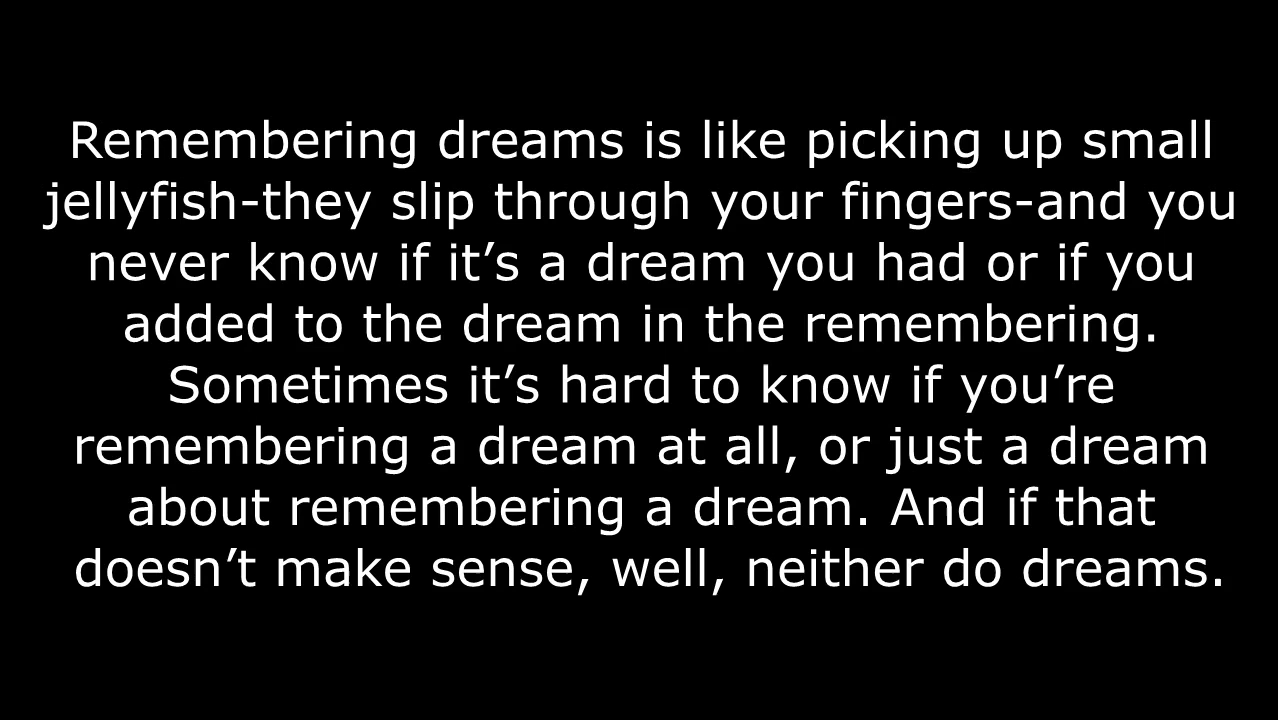 Remembering dreams is like picking up small
jellyfish-they slip through your fingers-and you
never know if it’s a dream you had or if you
added to the dream in the remembering.
Sometimes it’s hard to know if you’re
remembering a dream at all, or just a dream
about remembering a dream. And if that
doesn’t make sense, well, neither do dreams.